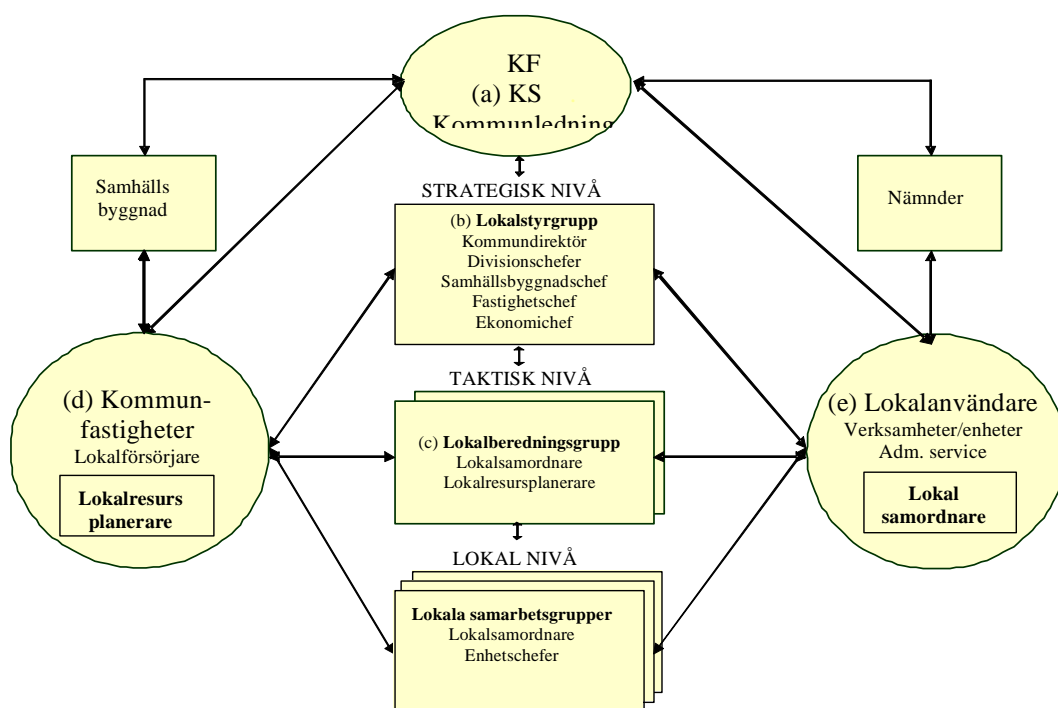 KF
(a) KS
Kommunledning
Samhälls
byggnad
Nämnder
STRATEGISK NIVÅ
(b) Lokalstyrgrupp
Kommundirektör
Divisionschefer
Samhällsbyggnadschef
Fastighetschef
Ekonomichef
TAKTISK NIVÅ
(d) Kommun-
fastigheter
Lokalförsörjare
Lokalresurs
planerare
(c) Lokalberedningsgrupp
Lokalsamordnare
Lokalresursplanerare
(e) Lokalanvändare
Verksamheter/enheter
Adm. service
Lokal
samordnare
LOKAL NIVÅ
Lokala samarbetsgrupper
Lokalsamordnare
Enhetschefer